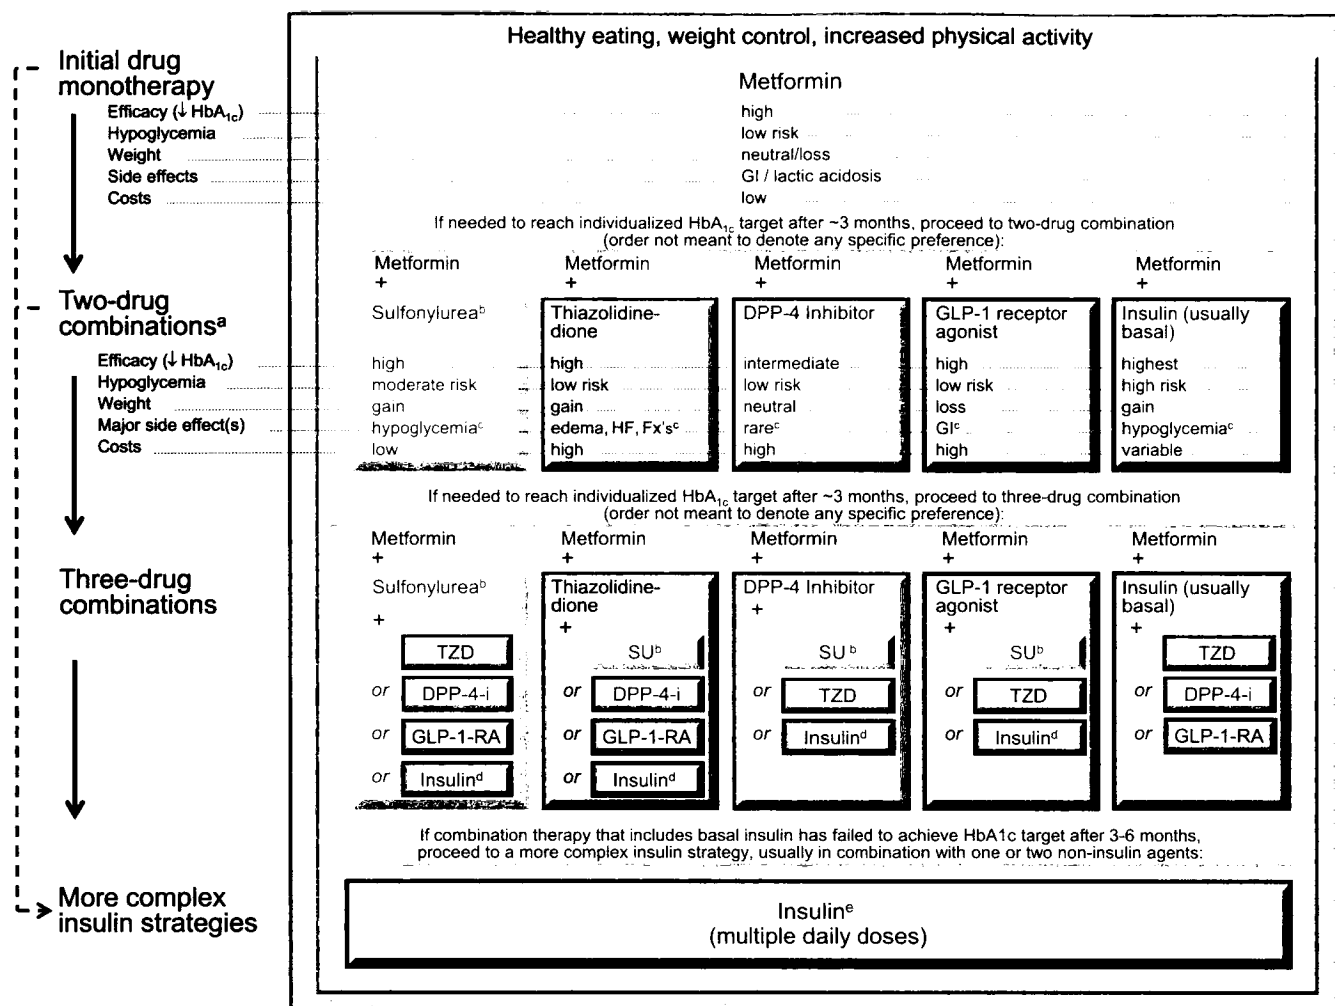 Healthy eating, weight control, increased physical activity
Initial drug
monotherapy
Metformin
Efficacy (↓ HbA1c) high
Hypoglycemia low risk
Weight neutral/loss
Side effects GI / lactic acidosis
Costs low
If needed to reach individualized HbA1c target after ~3 months, proceed to two-drug combination
(order not meant to denote any specific preference):
Metformin Metformin Metformin Metformin Metformin
+ + + + +
Two-drug
combinationsa
Sulfonylureab Thiazolidine- DPP-4 Inhibitor GLP-1 receptor Insulin (usually
dione agonist basal)
Efficacy (↓ HbA1c) high high intermediate high highest
Hypoglycemia moderate risk low risk low risk low risk high risk
Weight gain gain neutral loss gain
Major side effect(s) hypoglycemiac edema, HF, Fx'sc rarec GIc hypoglycemiac
Costs low high high high variable
If needed to reach individualized HbA1c target after ~3 months, proceed to three-drug combination
(order not meant to denote any specific preference):
Metformin Metformin Metformin Metformin Metformin
+ + + + +
Three-drug
combinations
Sulfonylureab Thiazolidine- DPP-4 Inhibitor GLP-1 receptor Insulin (usually
dione agonist basal)
+ + + + +
TZD SUb SUb SUb TZD
or DPP-4-i or DPP-4-i or TZD or TZD or DPP-4-i
or GLP-1-RA or GLP-1-RA or Insulind or Insulind or GLP-1-RA
or Insulind or Insulind
If combination therapy that includes basal insulin has failed to achieve HbA1c target after 3-6 months,
proceed to a more complex insulin strategy, usually in combination with one or two non-insulin agents:
More complex
insulin strategies
Insuline
(multiple daily doses)